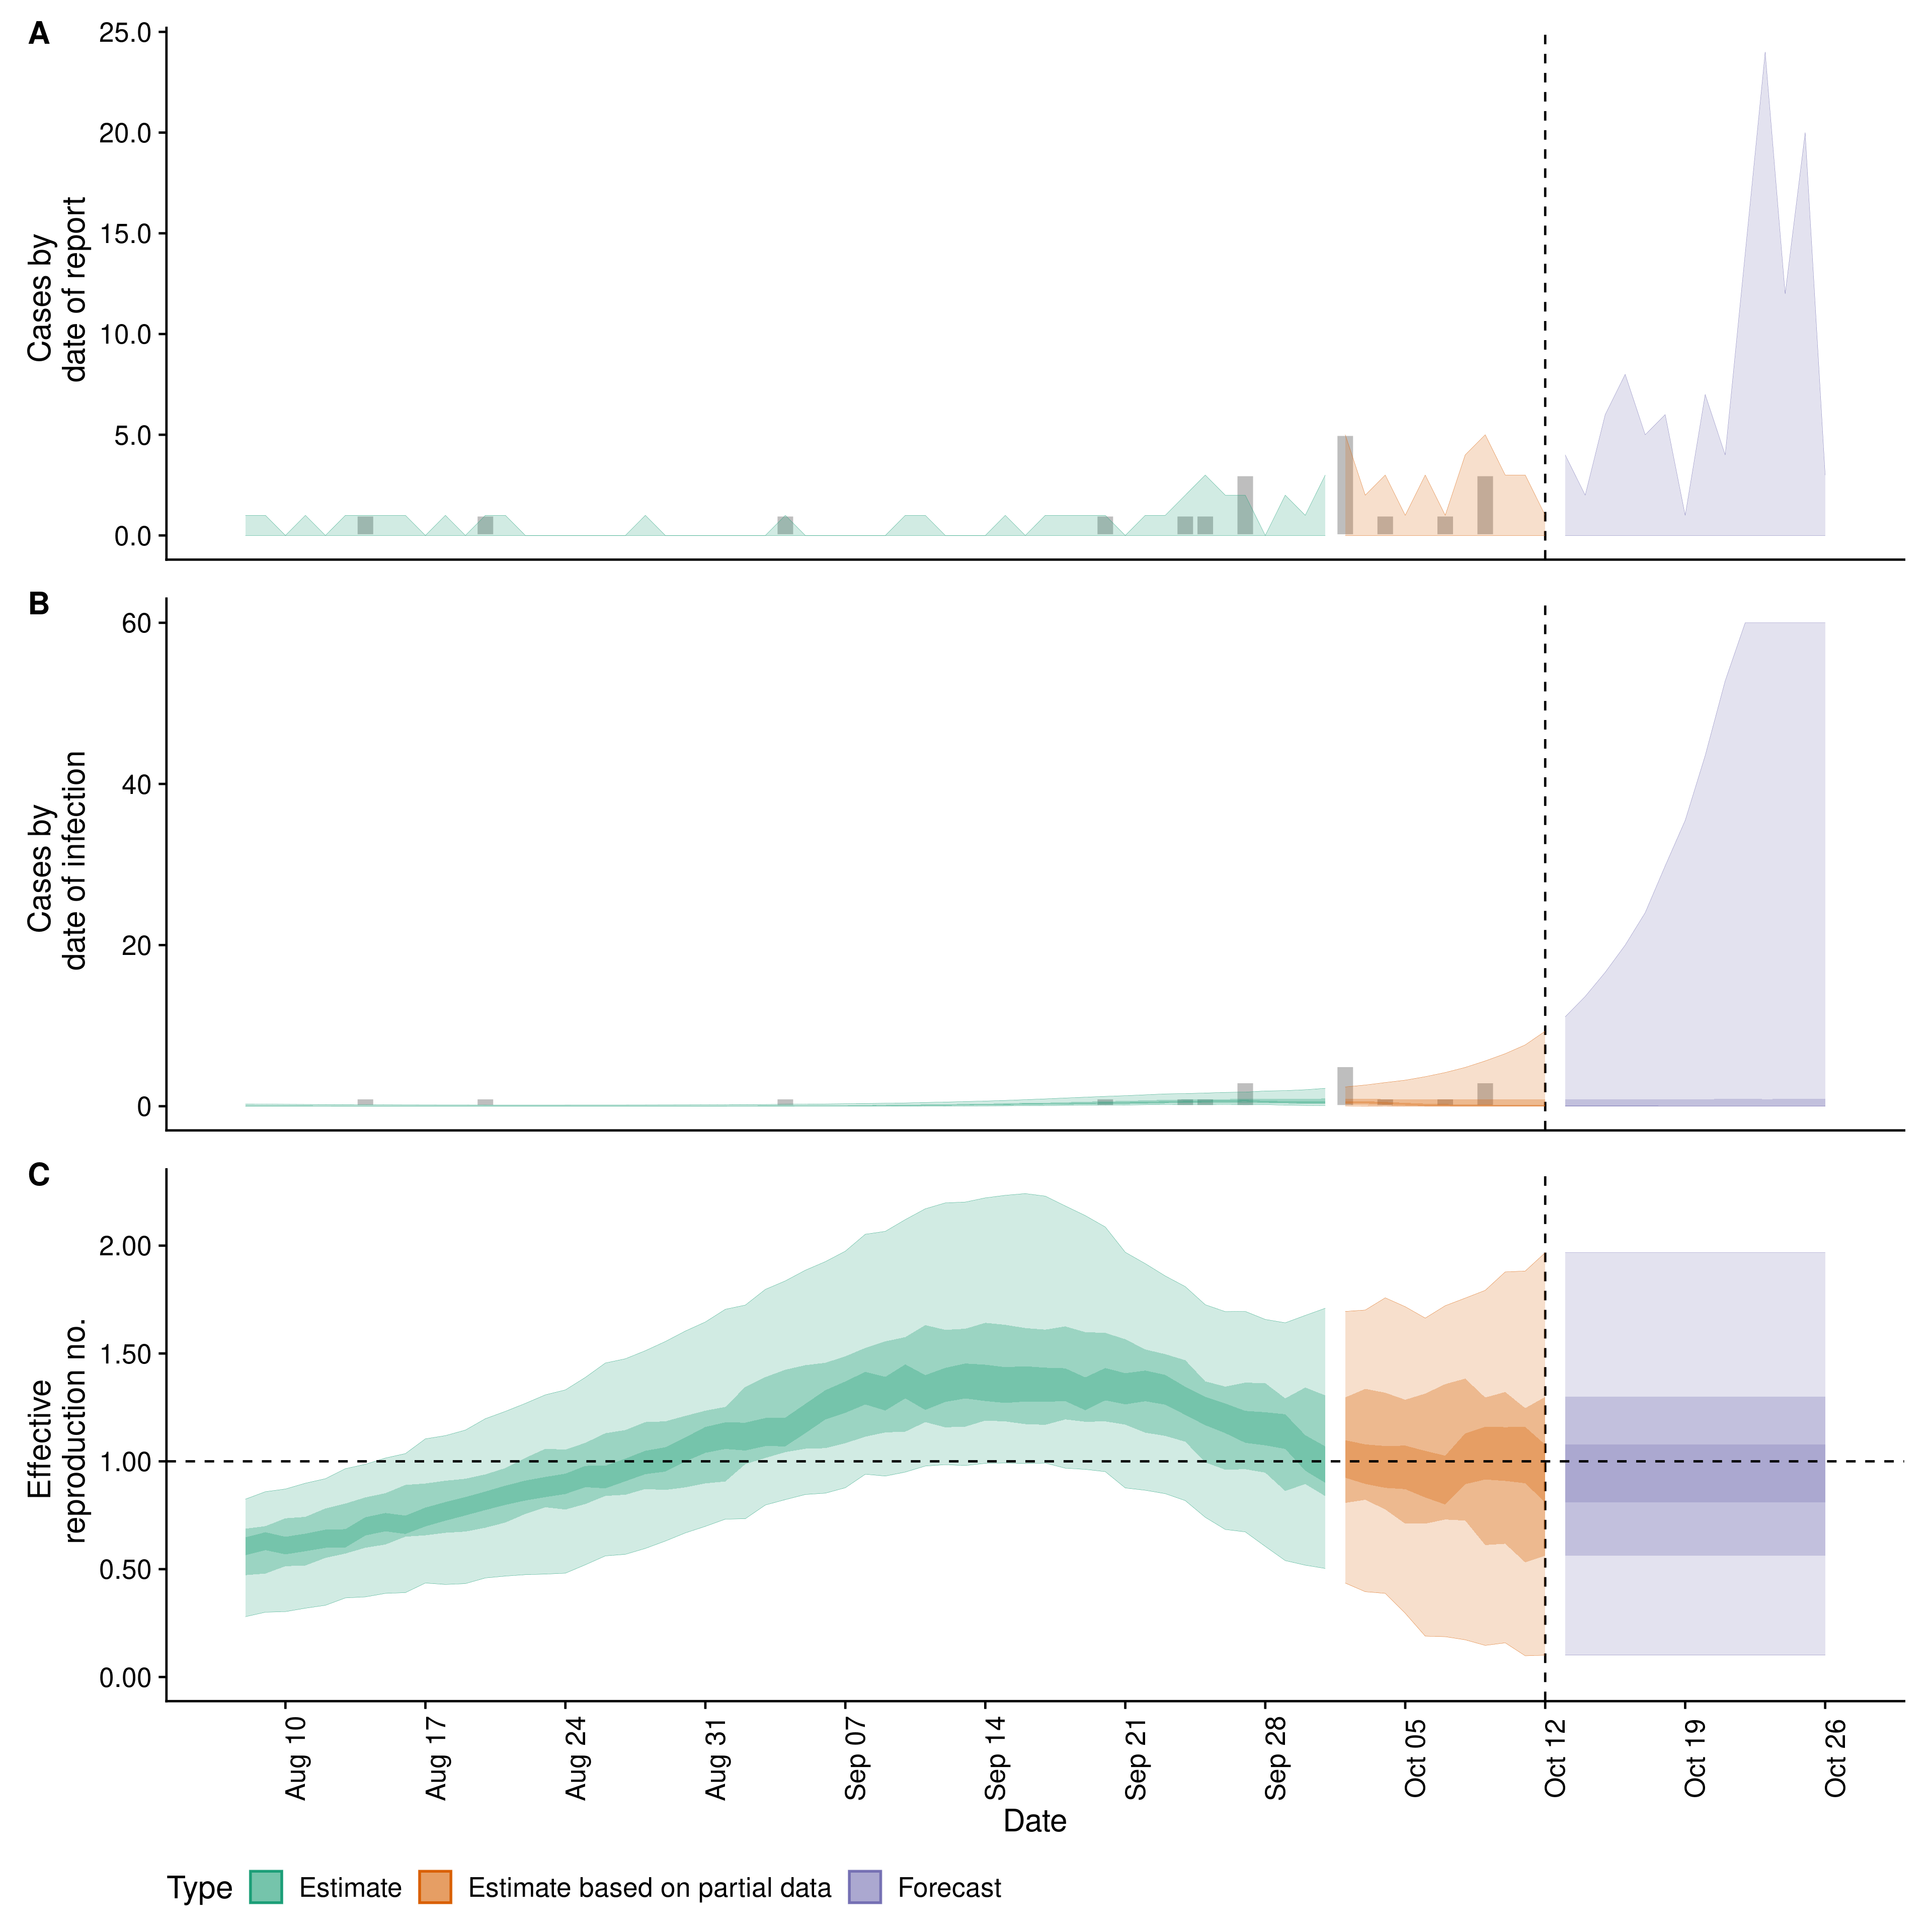 A
25.0
20.0
15.0
10.0
5.0
0.0
Cases by
date of report
B
60
40
20
0
Cases by
date of infection
C
2.00
1.50
1.00
0.50
0.00
Effective
reproduction no.
Aug 10
Aug 17
Aug 24
Aug 31
Sep 07
Sep 14
Sep 21
Sep 28
Oct 05
Oct 12
Oct 19
Oct 26
Date
Type Estimate Estimate based on partial data Forecast